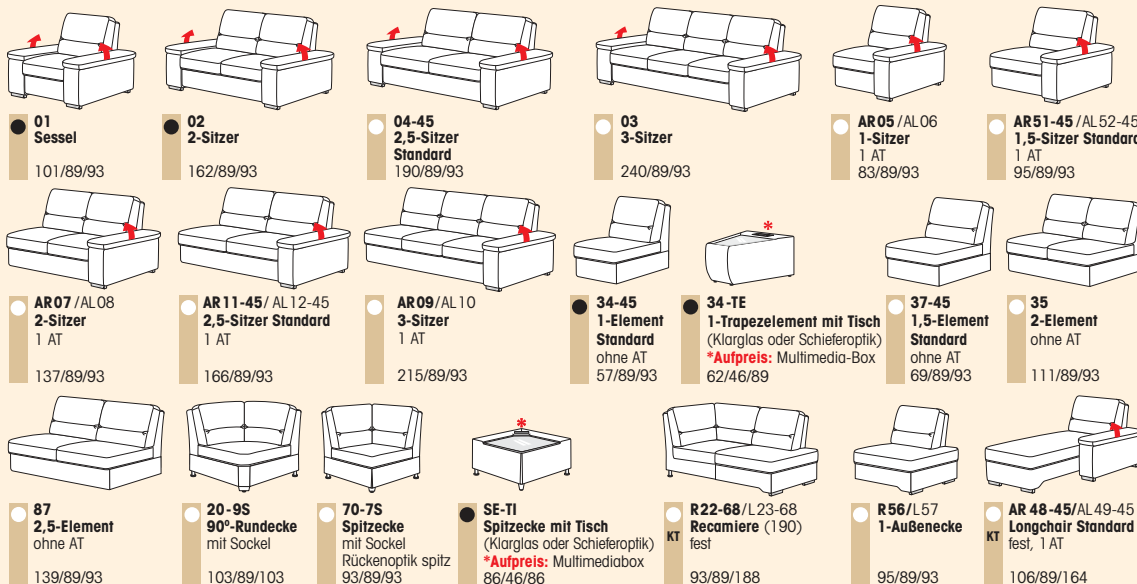 01
Sessel
101/89/93
02
2-Sitzer
162/89/93
04-45
2,5-Sitzer
Standard
190/89/93
03
3-Sitzer
240/89/93
AR05/AL06
1-Sitzer
1 AT
83/89/93
AR51-45/AL52-45
1,5-Sitzer Standard
1 AT
95/89/93
AR07/AL08
2-Sitzer
1 AT
137/89/93
AR11-45/AL12-45
2,5-Sitzer Standard
1 AT
166/89/93
AR09/AL10
3-Sitzer
1 AT
215/89/93
34-45
1-Element
Standard
ohne AT
57/89/93
*
34-TE
1-Trapezelement mit Tisch
(Klarglas oder Schieferoptik)
*Aufpreis: Multimedia-Box
62/46/89
37-45
1,5-Element
Standard
ohne AT
69/89/93
35
2-Element
ohne AT
111/89/93
87
2,5-Element
ohne AT
139/89/93
20-9S
90º-Rundecke
mit Sockel
103/89/103
70-7S
Spitzecke
mit Sockel
Rückenoptik spitz
93/89/93
*
SE-TI
Spitzecke mit Tisch
(Klarglas oder Schieferoptik)
*Aufpreis: Multimediabox
86/46/86
KT
R22-68/L23-68
Recamiere (190)
fest
93/89/188
R56/L57
1-Außenecke
95/89/93
KT
AR 48-45/AL 49-45
Longchair Standard
fest, 1 AT
106/89/164